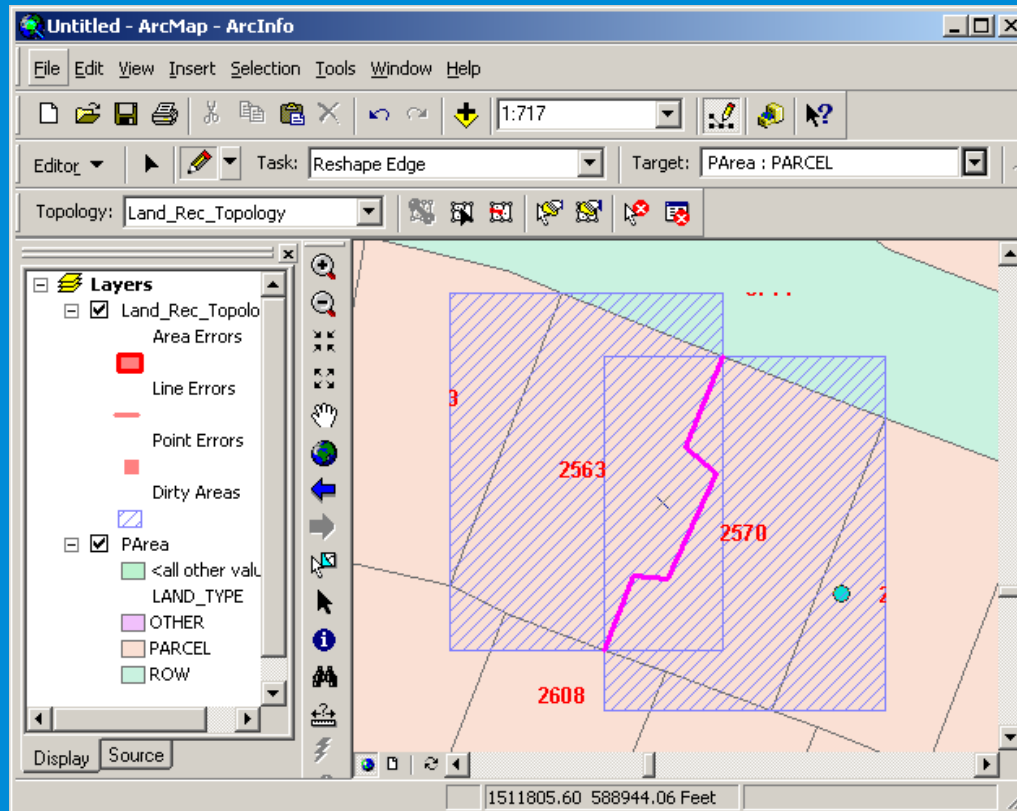 Untitled - ArcMap - ArcInfo
File Edit View Insert Selection Tools Window Help
1:717
Editor Task: Reshape Edge Target: PArea : PARCEL
Topology: Land_Rec_Topology
Layers
Land_Rec_Topolo
Area Errors
Line Errors
Point Errors
Dirty Areas
PArea
<all other valu
LAND_TYPE
OTHER
PARCEL
ROW
Display Source
3
2563
2570
2
2608
1511805.60 588944.06 Feet